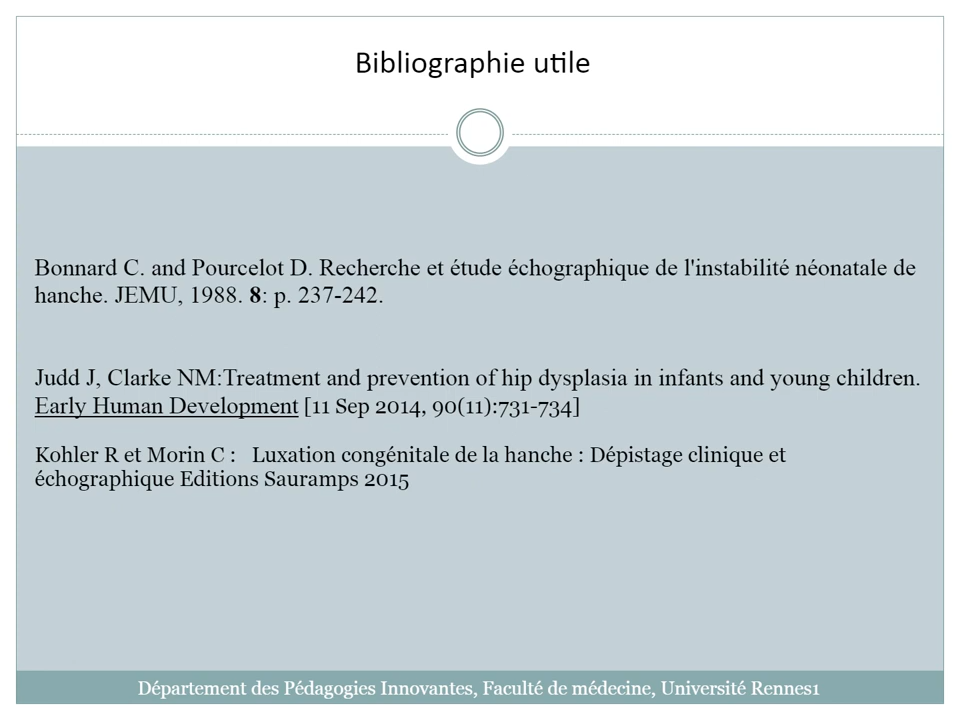 Bibliographie utile
Bonnard C. and Pourcelot D. Recherche et étude échographique de l'instabilité néonatale de
hanche. JEMU, 1988. 8: p. 237-242.
Judd J, Clarke NM:Treatment and prevention of hip dysplasia in infants and young children.
Early Human Development [11 Sep 2014, 90(11):731-734]
Kohler R et Morin C : Luxation congénitale de la hanche : Dépistage clinique et
échographique Editions Sauramps 2015
Département des Pédagogies Innovantes, Faculté de médecine, Université Rennes1